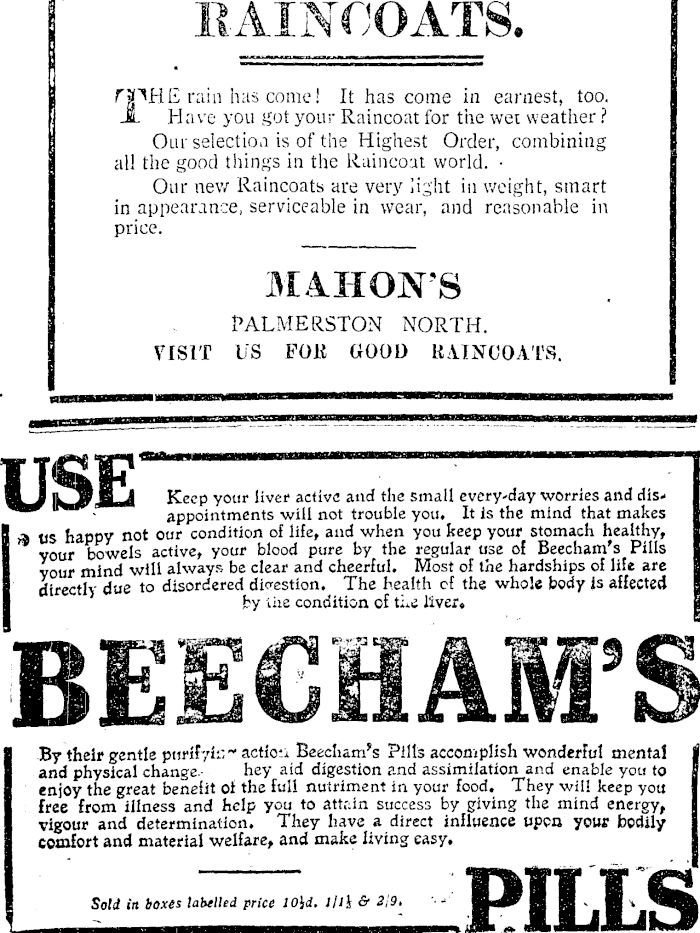 RAINCOATS.
THE rain has come! It has come in earnest, too.
Have you got your Raincoat for the wet weather?
Our selection is of the Highest Order, combining
all the good things in the Raincoat world.
Our new Raincoats are very light in weight, smart
in appearance, serviceable in wear, and reasonable in
price.
MAHON'S
PALMERSTON NORTH.
VISIT US FOR GOOD RAINCOATS.
USE
Keep your liver active and the small every-day worries and dis-
appointments will not trouble you. It is the mind that makes
us happy not our condition of life, and when you keep your stomach healthy,
your bowels active, your blood pure by the regular use of Beecham's Pills
your mind will always be clear and cheerful. Most of the hardships of life are
directly due to disordered digestion. The health of the whole body is affected
by the condition of the liver.
BEECHAM'S
By their gentle purifying action Beecham's Pills accomplish wonderful mental
and physical change. hey aid digestion and assimilation and enable you to
enjoy the great benefit of the full nutriment in your food. They will keep you
free from illness and help you to attain success by giving the mind energy,
vigour and determination. They have a direct influence upon your bodily
comfort and material welfare, and make living easy.
Sold in boxes labelled price 10½d. 1/1½ & 2/9.
PILLS